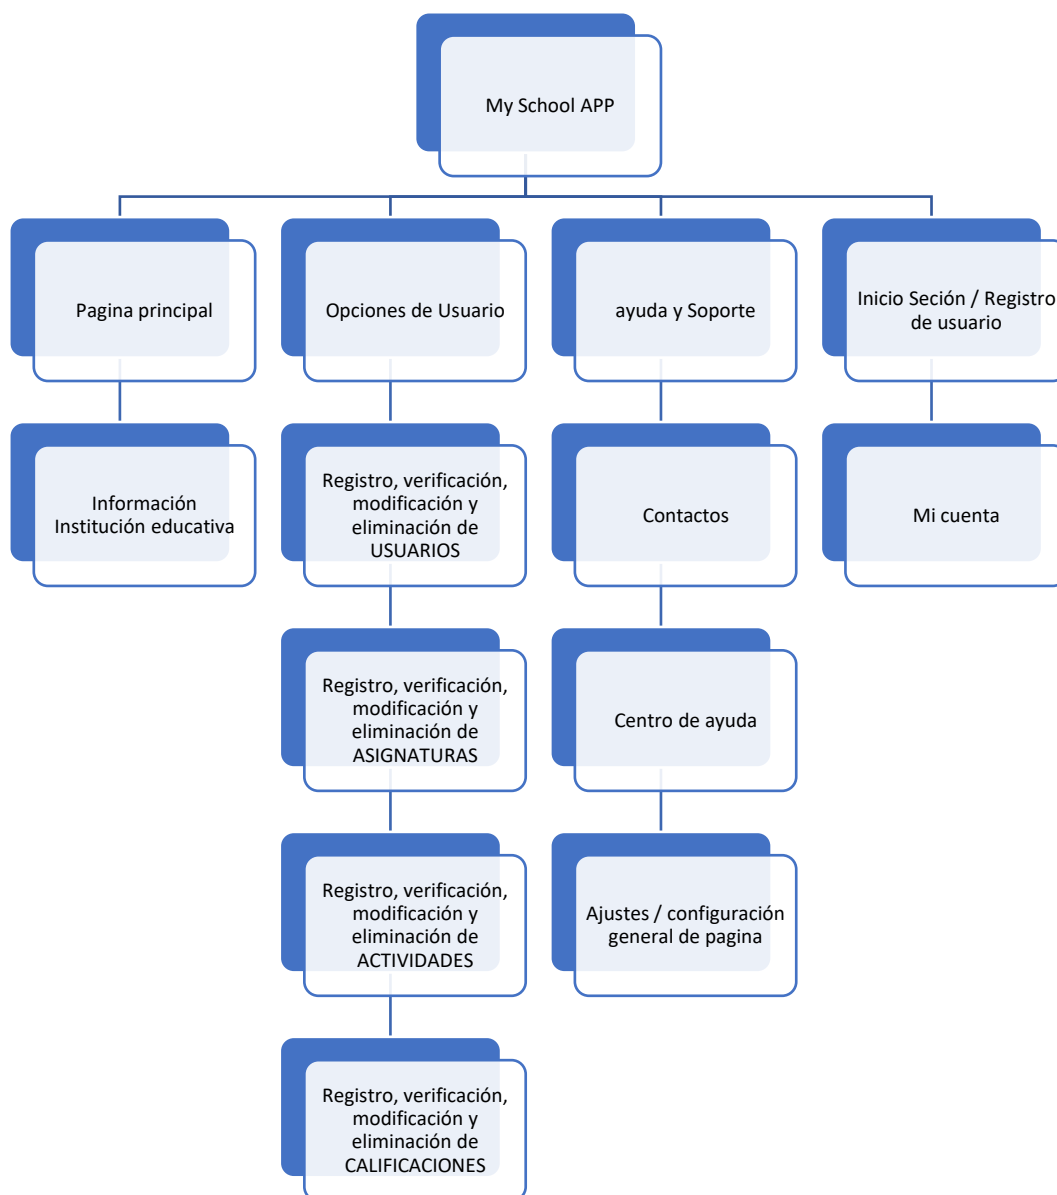 My School APP
Pagina principal
Opciones de Usuario
ayuda y Soporte
Inicio Seción / Registro
de usuario
Información
Institución educativa
Registro, verificación,
modificación y
eliminación de
USUARIOS
Contactos
Mi cuenta
Registro, verificación,
modificación y
eliminación de
ASIGNATURAS
Centro de ayuda
Registro, verificación,
modificación y
eliminación de
ACTIVIDADES
Ajustes / configuración
general de pagina
Registro, verificación,
modificación y
eliminación de
CALIFICACIONES